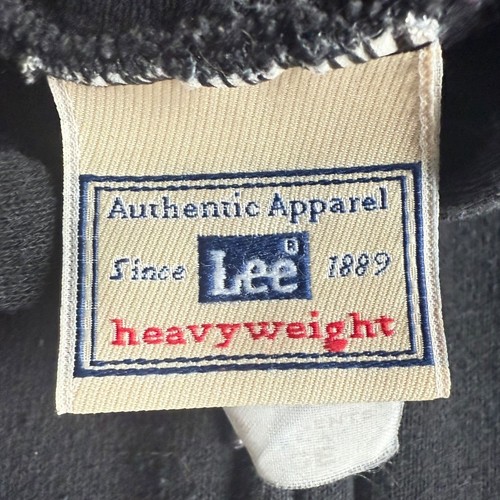 Authentic Apparel
Since Lee® 1889
heavyweight